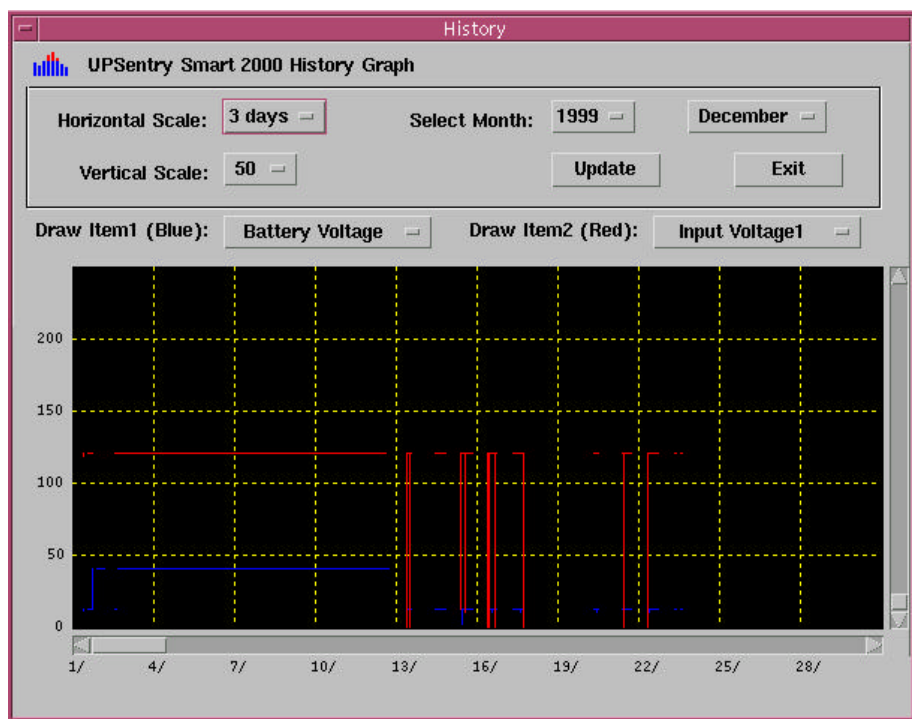 History
UPSentry Smart 2000 History Graph
Horizontal Scale: 3 days Select Month: 1999 December
Vertical Scale: 50 Update Exit
Draw Item1 (Blue): Battery Voltage Draw Item2 (Red): Input Voltage1
200
150
100
50
0
1/ 4/ 7/ 10/ 13/ 16/ 19/ 22/ 25/ 28/